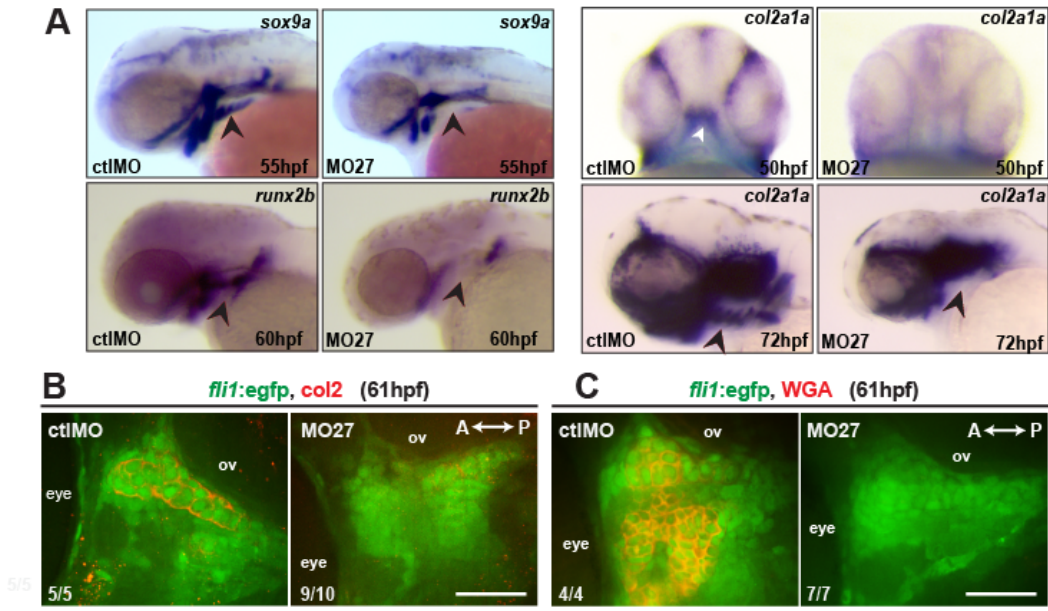 A
sox9a
ctlMO
55hpf
sox9a
MO27
55hpf
col2a1a
ctlMO
50hpf
col2a1a
MO27
50hpf
runx2b
ctlMO
60hpf
runx2b
MO27
60hpf
col2a1a
ctlMO
72hpf
col2a1a
MO27
72hpf
B
fli1:egfp, col2 (61hpf)
ctlMO
ov
eye
5/5
MO27
A P
ov
eye
9/10
C
fli1:egfp, WGA (61hpf)
ctlMO
ov
eye
4/4
MO27
A P
ov
eye
7/7
5/5